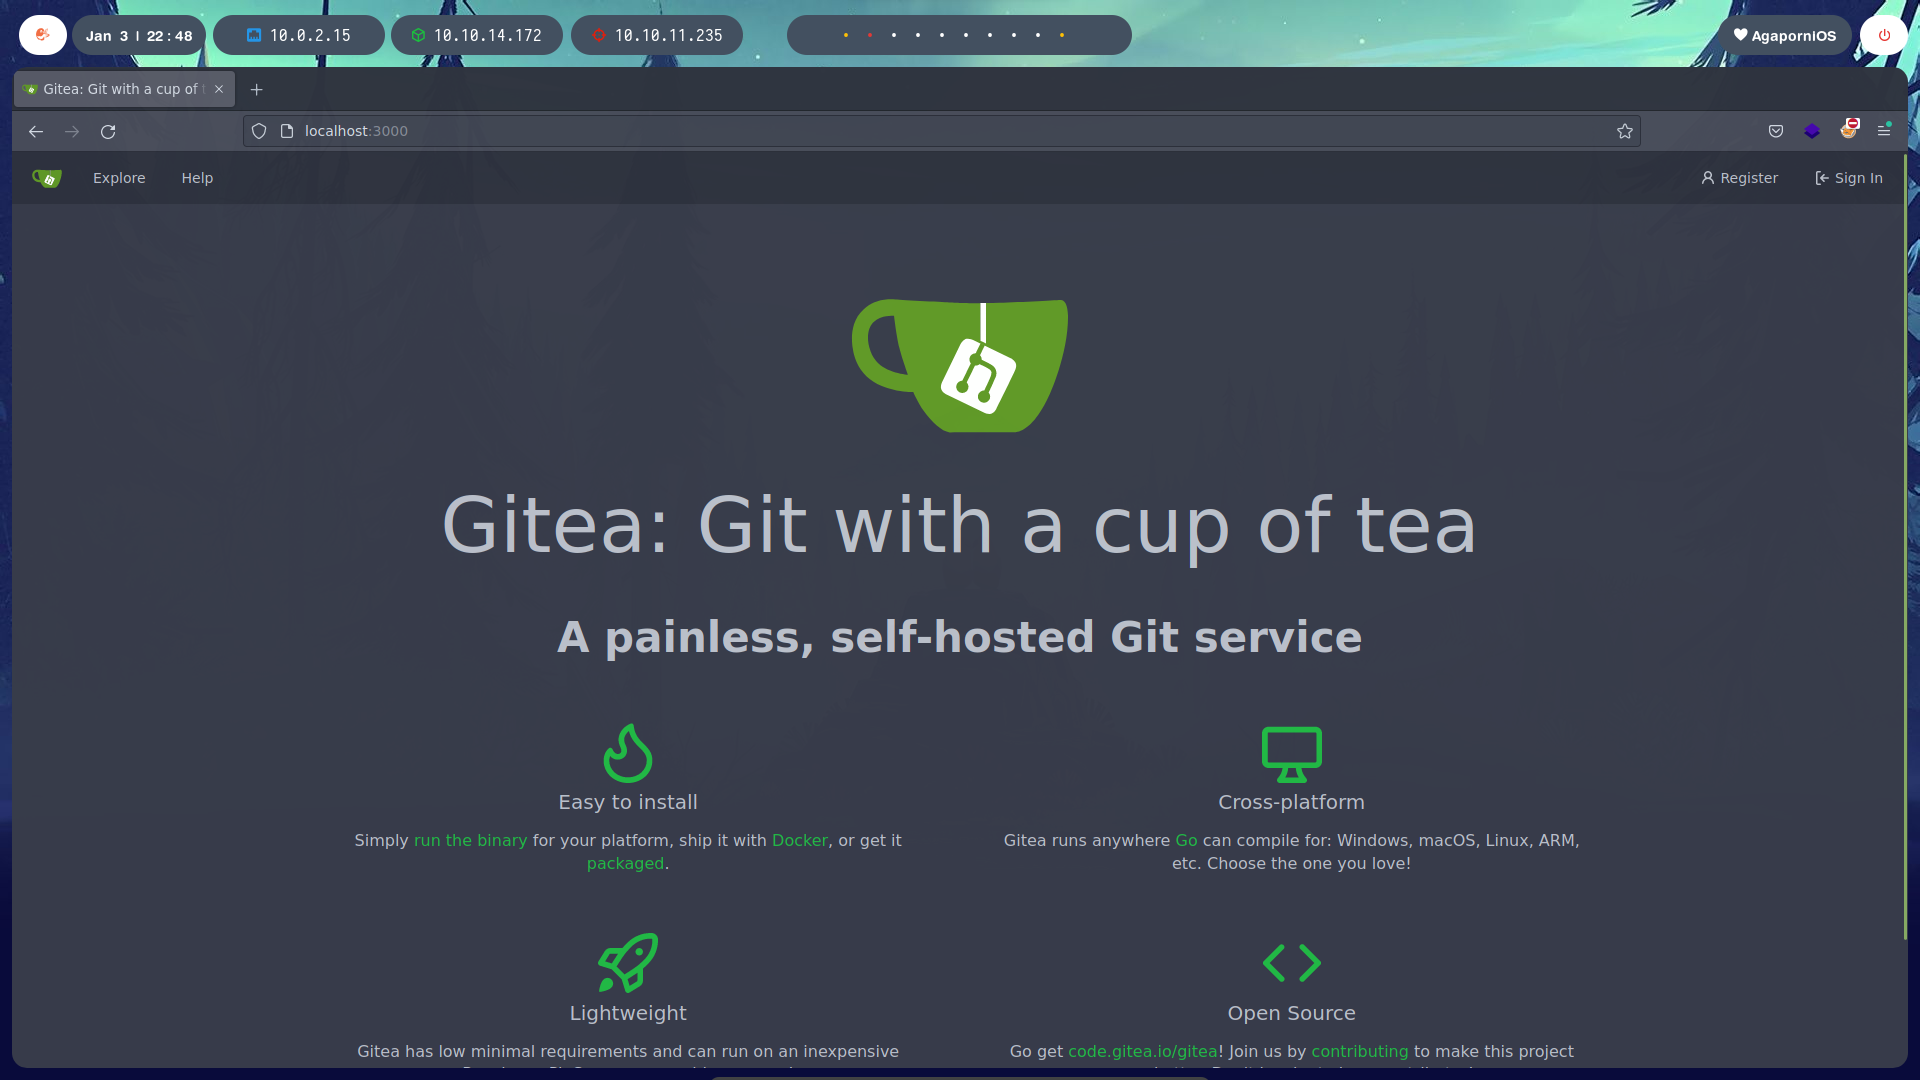 Jan 3 | 22:48
10.0.2.15
10.10.14.172
10.10.11.235
AgaporniOS
Gitea: Git with a cup of
localhost:3000
Explore
Help
Register
Sign In
Gitea: Git with a cup of tea
A painless, self-hosted Git service
Easy to install
Simply run the binary for your platform, ship it with Docker, or get it
packaged.
Cross-platform
Gitea runs anywhere Go can compile for: Windows, macOS, Linux, ARM,
etc. Choose the one you love!
Lightweight
Gitea has low minimal requirements and can run on an inexpensive
Open Source
Go get code.gitea.io/gitea! Join us by contributing to make this project